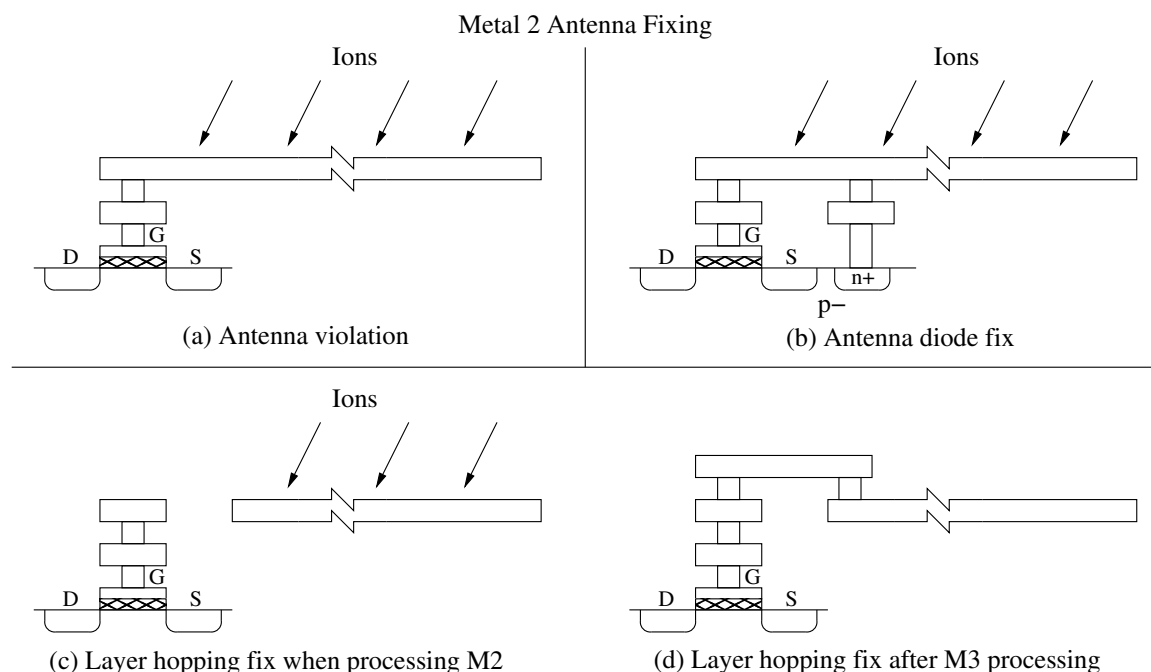 Metal 2 Antenna Fixing
Ions
G
D
S
(a) Antenna violation
Ions
G
D
S
n+
p−
(b) Antenna diode fix
Ions
G
D
S
(c) Layer hopping fix when processing M2
G
D
S
(d) Layer hopping fix after M3 processing